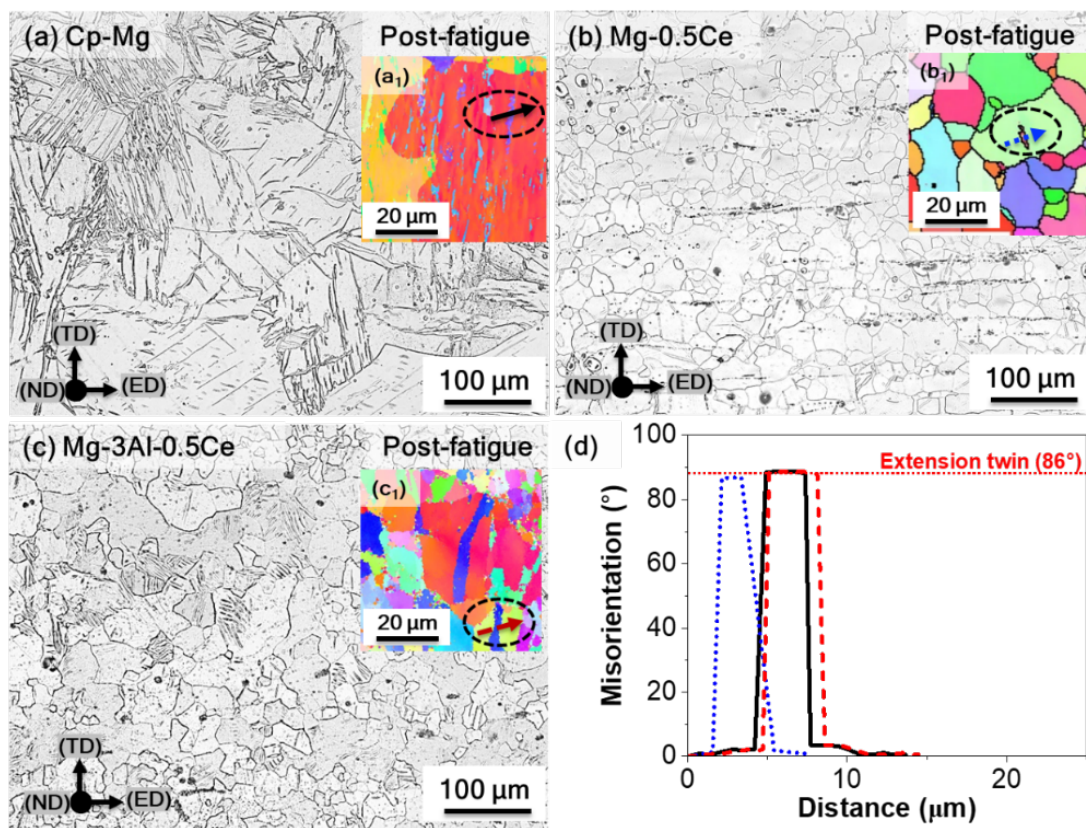 (a) Cp-Mg
Post-fatigue
(a₁)
20 μm
(TD)
(ND)
(ED)
100 μm
(b) Mg-0.5Ce
Post-fatigue
(b₁)
20 μm
(TD)
(ND)
(ED)
100 μm
(c) Mg-3Al-0.5Ce
Post-fatigue
(c₁)
20 μm
(TD)
(ND)
(ED)
100 μm
(d)
100
80
60
40
20
0
Misorientation (°)
Extension twin (86°)
0
10
20
Distance (μm)